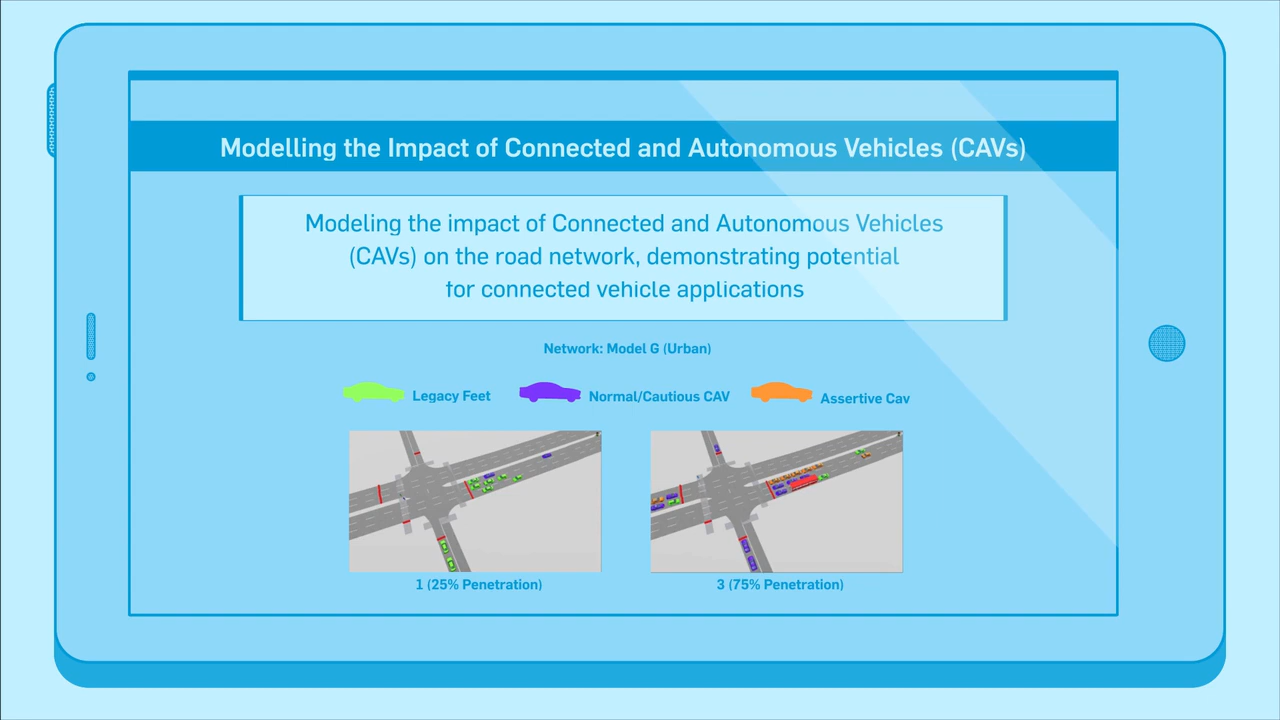 Modelling the Impact of Connected and Autonomous Vehicles (CAVs)
Modeling the impact of Connected and Autonomous Vehicles
(CAVs) on the road network, demonstrating potential
for connected vehicle applications
Network: Model G (Urban)
Legacy Feet
Normal/Cautious CAV
Assertive Cav
1 (25% Penetration)
3 (75% Penetration)